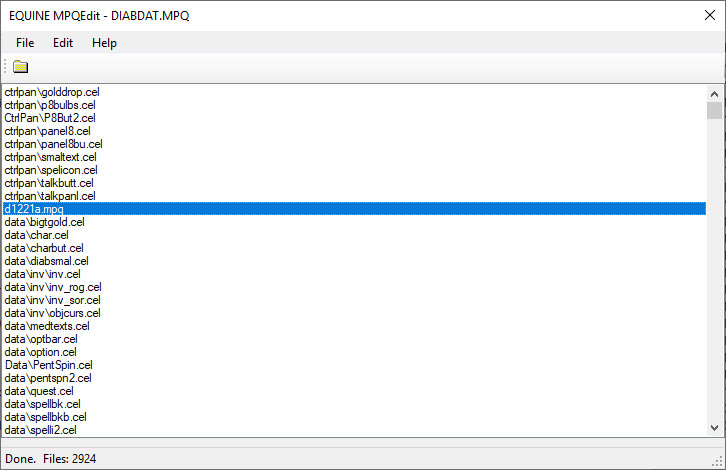 EQUINE MPQEdit - DIABDAT.MPQ
File Edit Help
ctrlpan\golddrop.cel
ctrlpan\p8bulbs.cel
CtrlPan\P8But2.cel
ctrlpan\panel8.cel
ctrlpan\panel8bu.cel
ctrlpan\smaltext.cel
ctrlpan\spelicon.cel
ctrlpan\talkbutt.cel
ctrlpan\talkpanl.cel
d1221a.mpq
data\bigtgold.cel
data\char.cel
data\charbut.cel
data\diabsmal.cel
data\inv\inv.cel
data\inv\inv_rog.cel
data\inv\inv_sor.cel
data\inv\objcurs.cel
data\medtexts.cel
data\optbar.cel
data\option.cel
Data\PentSpin.cel
data\pentspn2.cel
data\quest.cel
data\spellbk.cel
data\spellbkb.cel
data\spelli2.cel
Done. Files: 2924